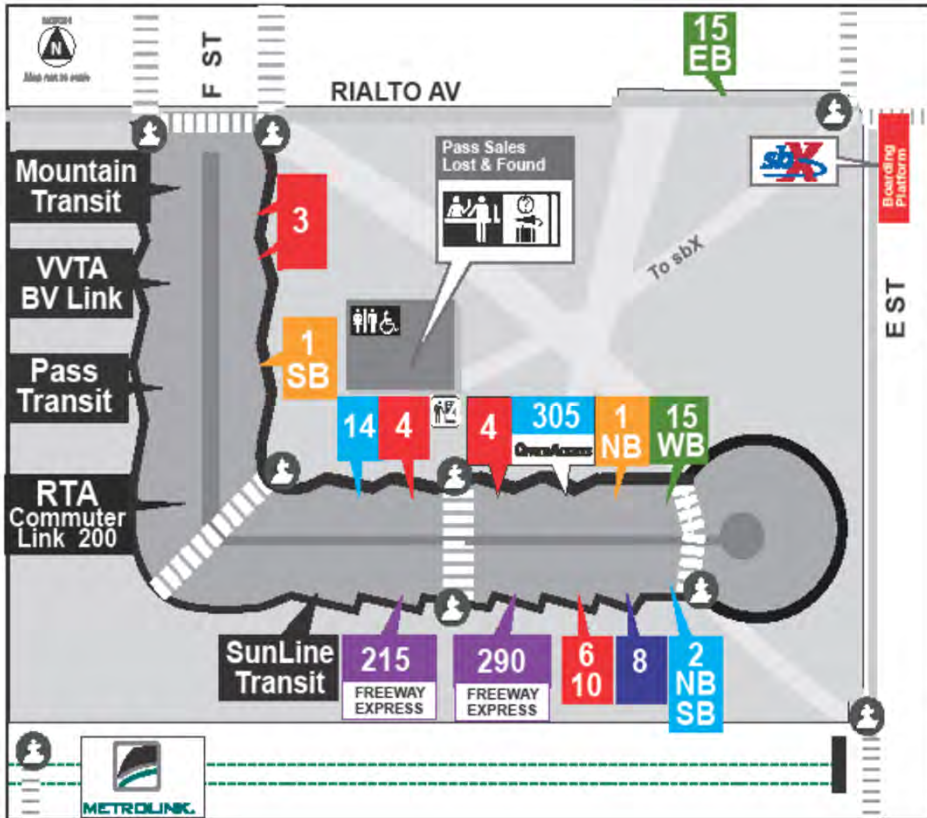 N
Map not to scale
F ST
RIALTO AV
15
EB
Pass Sales
Lost & Found
sbX
Boarding
Platform
Mountain
Transit
3
To sbX
VVTA
BV Link
E ST
1
SB
Pass
Transit
14
4
4
305
OmniAccess
1
NB
15
WB
RTA
Commuter
Link 200
SunLine
Transit
215
FREEWAY
EXPRESS
290
FREEWAY
EXPRESS
6
10
8
2
NB
SB
METROLINK.